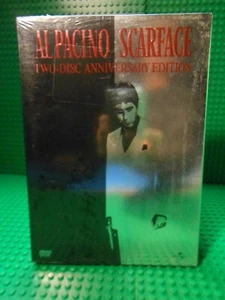 AL PACINO SCARFACE
TWO-DISC ANNIVERSARY EDITION